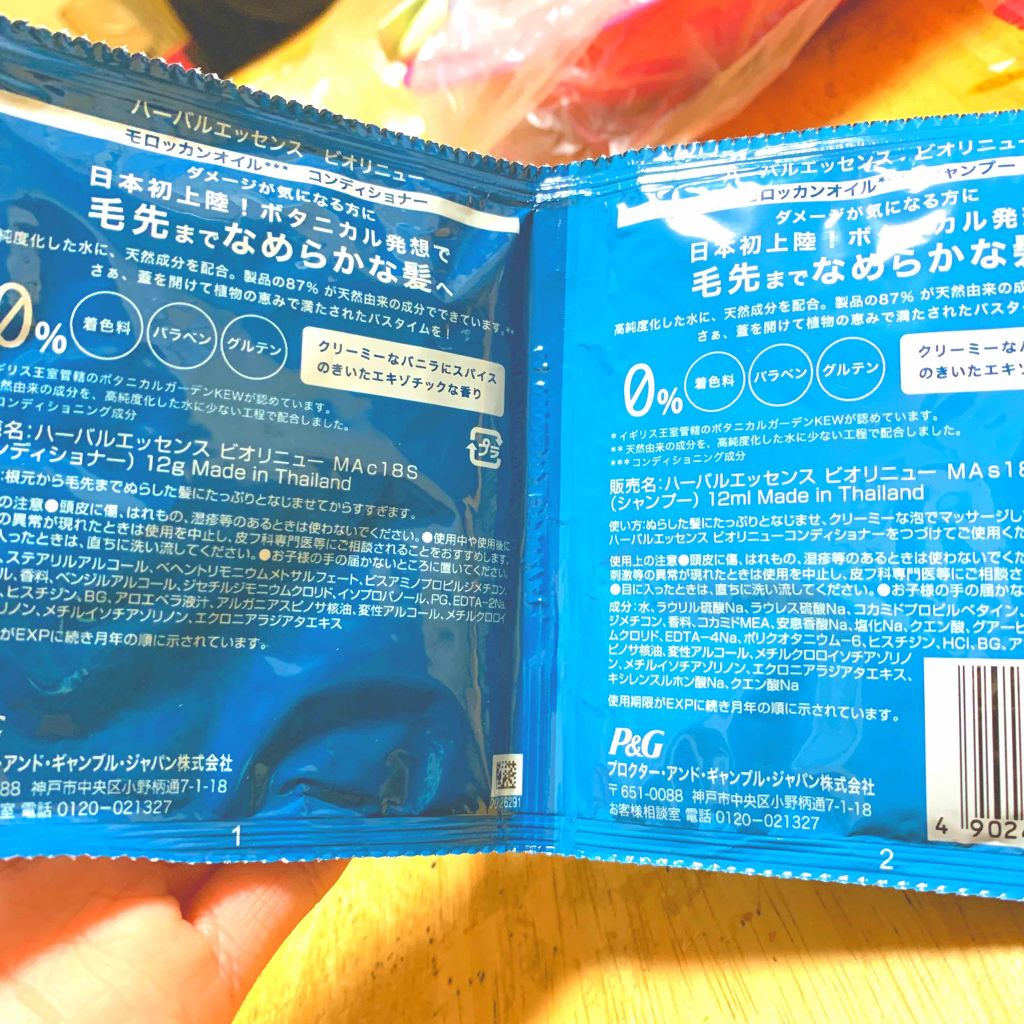 ハーバルエッセンス ビオリニュー
モロッカンオイル*** コンディショナー
ダメージが気になる方に
日本初上陸！ボタニカル発想で
毛先までなめらかな髪へ
純度化した水に、天然成分を配合。製品の87% が天然由来の成分でできています。**
さぁ、蓋を開けて植物の恵みで満たされたバスタイムを！
0% 着色料 パラベン グルテン
クリーミーなバニラにスパイス
のきいたエキゾチックな香り
ギリス王室管轄のボタニカルガーデンKEWが認めています。
然由来の成分を、高純度化した水に少ない工程で配合しました。
コンディショニング成分
売名:ハーバルエッセンス ビオリニュー MAc18S
ンディショナー) 12g Made in Thailand
プラ
:根元から毛先までぬらした髪にたっぷりとなじませてからすすぎます。
の注意●頭皮に傷、はれもの、湿疹等のあるときは使わないでください。●使用中や使用後に
の異常が現れたときは使用を中止し、皮フ科専門医等にご相談されることをおすすめします。
入ったときは、直ちに洗い流してください。●お子様の手の届かないところに置いてください。
、ステアリルアルコール、ベヘントリモニウムメトサルフェート、ビスアミノプロピルジメチコン、
ル、香料、ベンジルアルコール、ジセチルジモニウムクロリド、イソプロパノール、PG、EDTA-2Na、
、ヒスチジン、BG、アロエベラ液汁、アルガニアスピノサ核油、変性アルコール、メチルクロロイ
リノン、メチルイソチアゾリノン、エクロニアラジアタエキス
がEXPに続き月年の順に示されています。
・アンド・ギャンブル・ジャパン株式会社
088 神戸市中央区小野柄通7-1-18
室 電話 0120-021327
1
ハーバルエッセンス ビオリニュー
モロッカンオイル シャンプー
ダメージが気になる方に
日本初上陸！ボタニカル発想
毛先までなめらかな髪
高純度化した水に、天然成分を配合。製品の87% が天然由来の成
さぁ、蓋を開けて植物の恵みで満たされたバスタ
0% 着色料 パラベン グルテン
クリーミーな
のきいたエキゾ
*イギリス王室管轄のボタニカルガーデンKEWが認めています。
**天然由来の成分を、高純度化した水に少ない工程で配合しました。
***コンディショニング成分
販売名:ハーバルエッセンス ビオリニュー MAs18
(シャンプー) 12ml Made in Thailand
使い方:ぬらした髪にたっぷりとなじませ、クリーミーな泡でマッサージし
ハーバルエッセンス ビオリニューコンディショナーをつづけてご使用くだ
使用上の注意●頭皮に傷、はれもの、湿疹等のあるときは使わないでくだ
刺激等の異常が現れたときは使用を中止し、皮フ科専門医等にご相談さ
●目に入ったときは、直ちに洗い流してください。●お子様の手の届かな
成分:水、ラウリル硫酸Na、ラウレス硫酸Na、コカミドプロピルベタイン、
ジメチコン、香料、コカミドMEA、安息香酸Na、塩化Na、クエン酸、グアーヒ
ムクロリド、EDTA-4Na、ポリクオタニウム-6、ヒスチジン、HCl、BG、ア
ピノサ核油、変性アルコール、メチルクロロイソチアゾリノ
ン、メチルイソチアゾリノン、エクロニアラジアタエキス、
キシレンスルホン酸Na、クエン酸Na
使用期限がEXPに続き月年の順に示されています。
P&G
プロクター・アンド・ギャンブル・ジャパン株式会社
〒651-0088 神戸市中央区小野柄通7-1-18
お客様相談室 電話 0120-021327
4 902
2